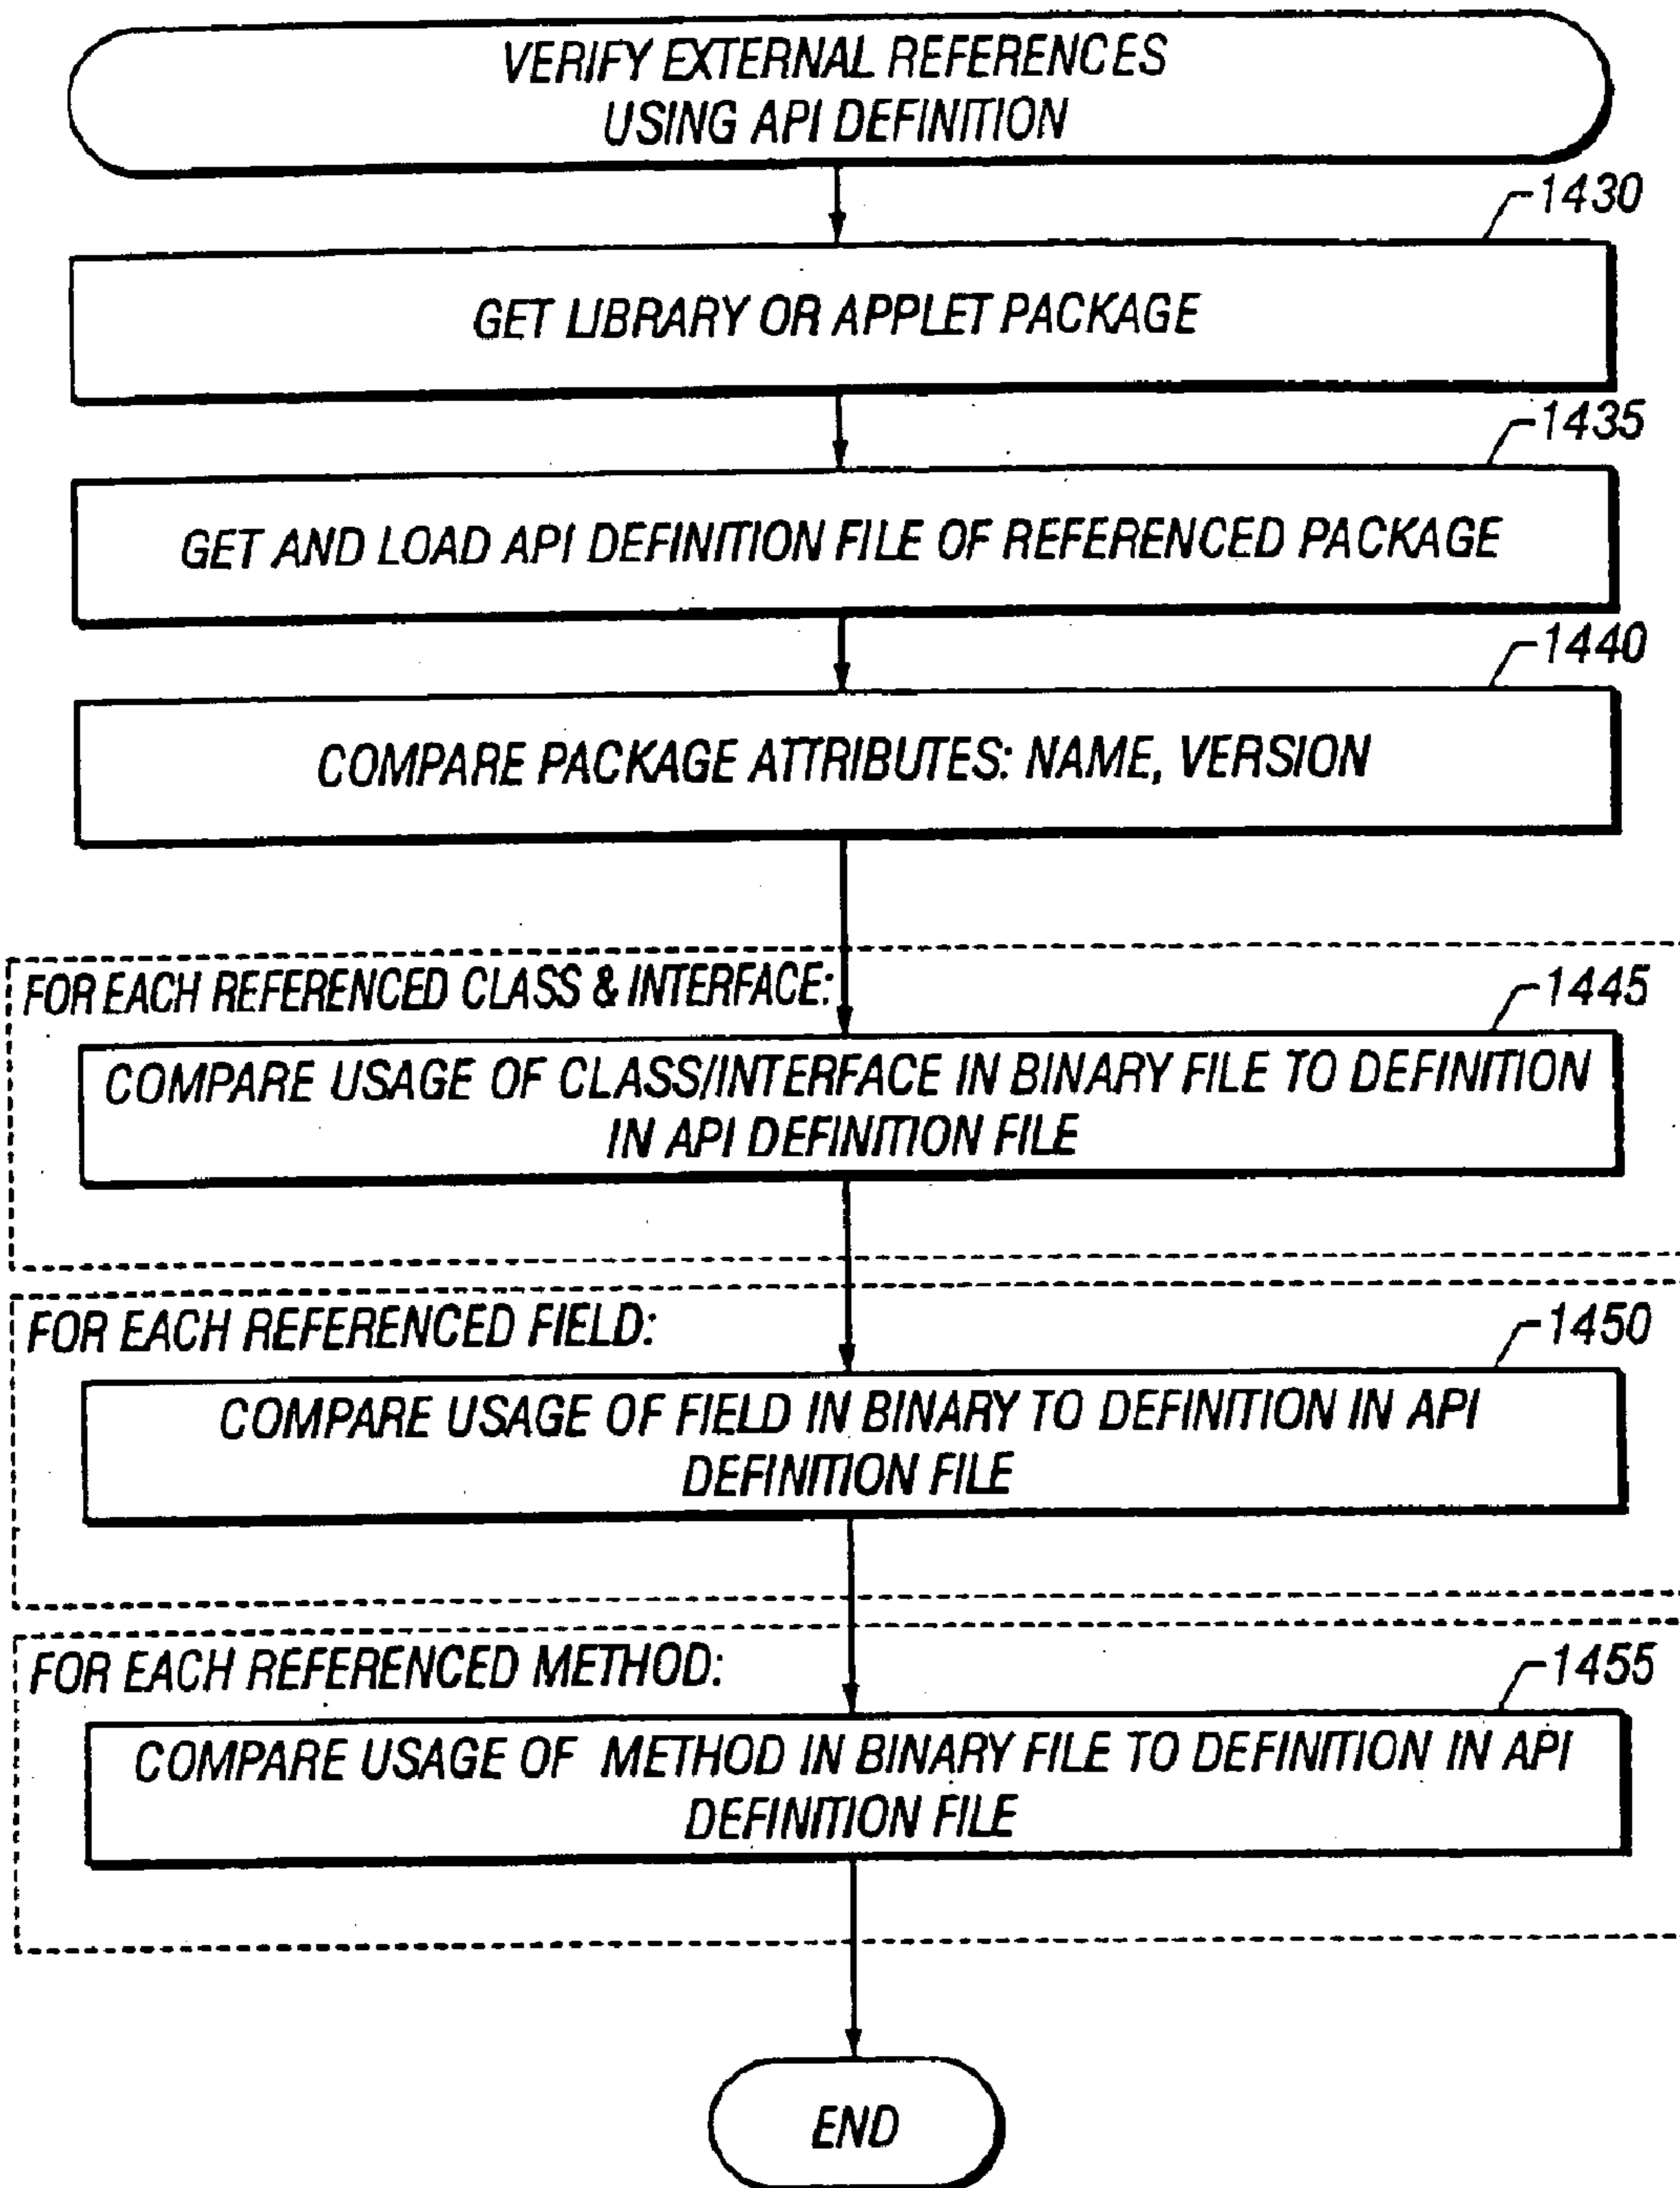 VERIFY EXTERNAL REFERENCES
USING API DEFINITION
1430
GET LIBRARY OR APPLET PACKAGE
1435
GET AND LOAD API DEFINITION FILE OF REFERENCED PACKAGE
1440
COMPARE PACKAGE ATTRIBUTES: NAME, VERSION
FOR EACH REFERENCED CLASS & INTERFACE:
1445
COMPARE USAGE OF CLASS/INTERFACE IN BINARY FILE TO DEFINITION
IN API DEFINITION FILE
FOR EACH REFERENCED FIELD:
1450
COMPARE USAGE OF FIELD IN BINARY TO DEFINITION IN API
DEFINITION FILE
FOR EACH REFERENCED METHOD:
1455
COMPARE USAGE OF METHOD IN BINARY FILE TO DEFINITION IN API
DEFINITION FILE
END